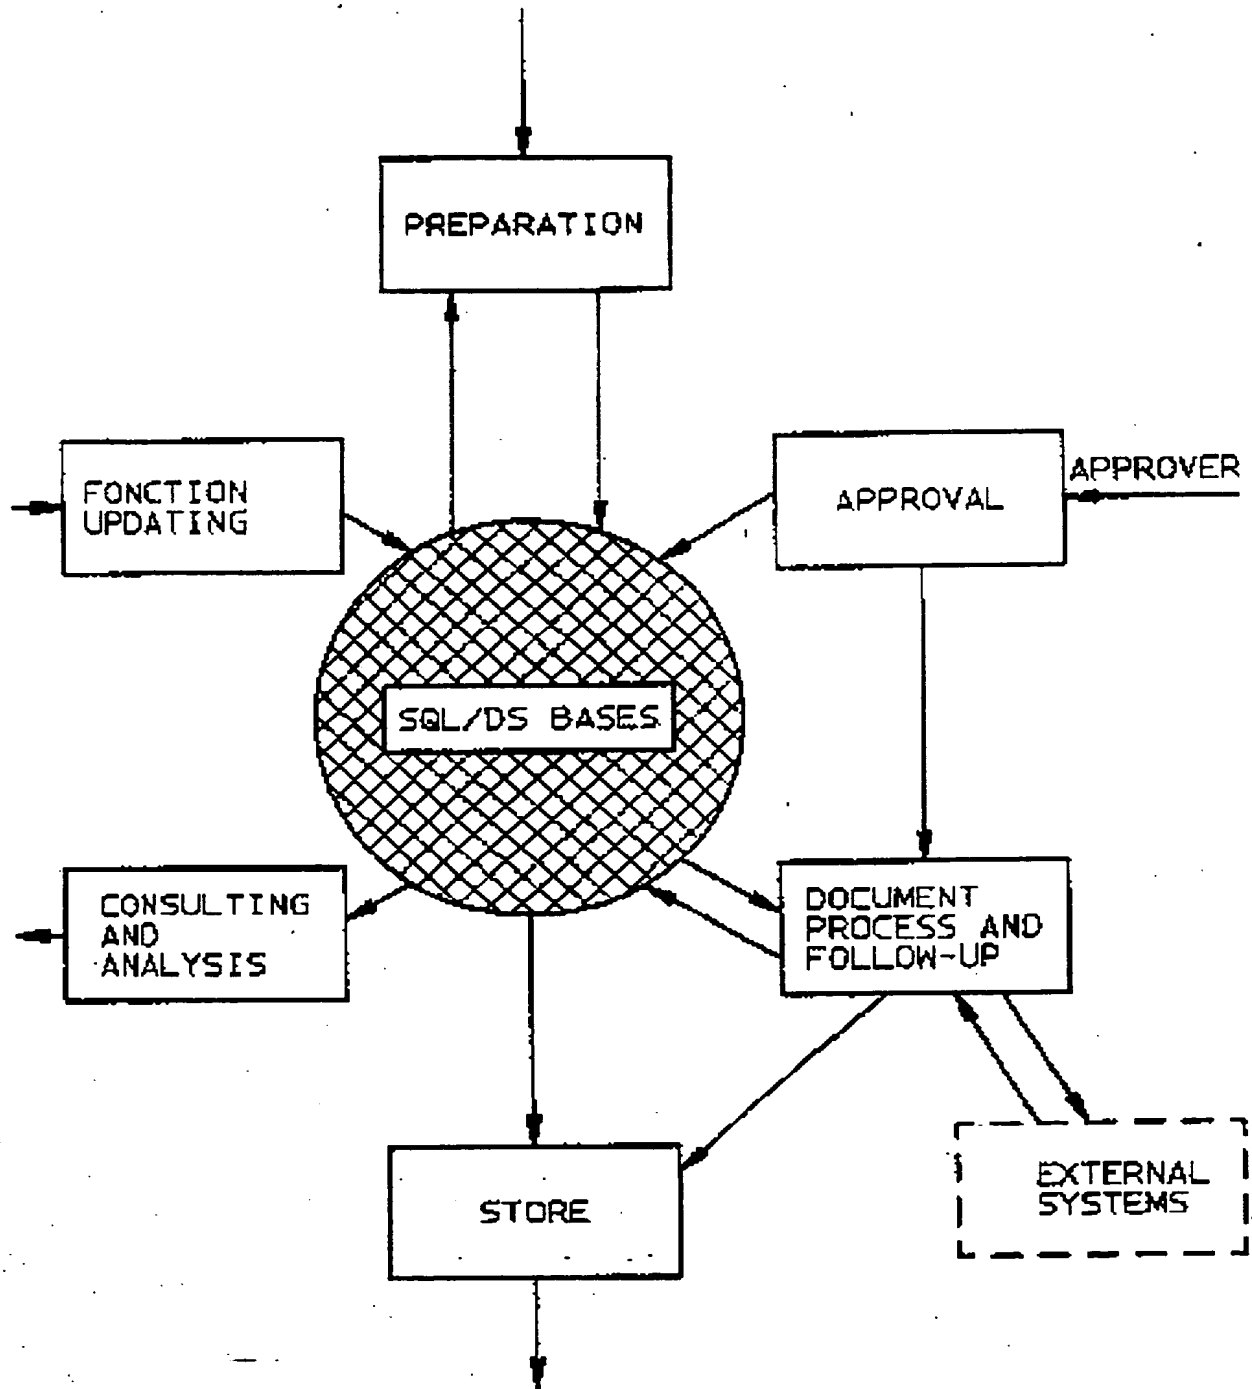 PREPARATION
FONCTION
UPDATING
APPROVAL
APPROVER
SQL/DS BASES
CONSULTING
AND
ANALYSIS
DOCUMENT
PROCESS AND
FOLLOW-UP
STORE
EXTERNAL
SYSTEMS